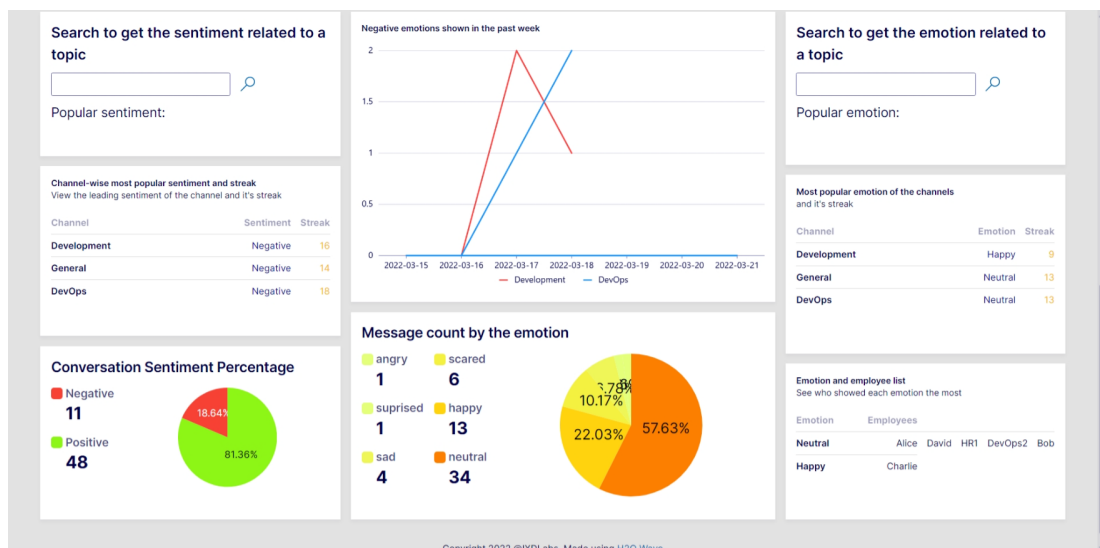 Search to get the sentiment related to a
topic
Popular sentiment:
Channel-wise most popular sentiment and streak
View the leading sentiment of the channel and it's streak
Channel Sentiment Streak
Development Negative 16
General Negative 14
DevOps Negative 18
Conversation Sentiment Percentage
Negative
11
Positive
48
18.64%
81.36%
Negative emotions shown in the past week
2
1.5
1
0.5
0
2022-03-15 2022-03-16 2022-03-17 2022-03-18 2022-03-19 2022-03-20 2022-03-21
Development DevOps
Message count by the emotion
angry scared
1 6
suprised happy
1 13
sad neutral
4 34
10.17%
22.03%
57.63%
Search to get the emotion related to
a topic
Popular emotion:
Most popular emotion of the channels
and it's streak
Channel Emotion Streak
Development Happy 9
General Neutral 13
DevOps Neutral 13
Emotion and employee list
See who showed each emotion the most
Emotion Employees
Neutral Alice David HR1 DevOps2 Bob
Happy Charlie